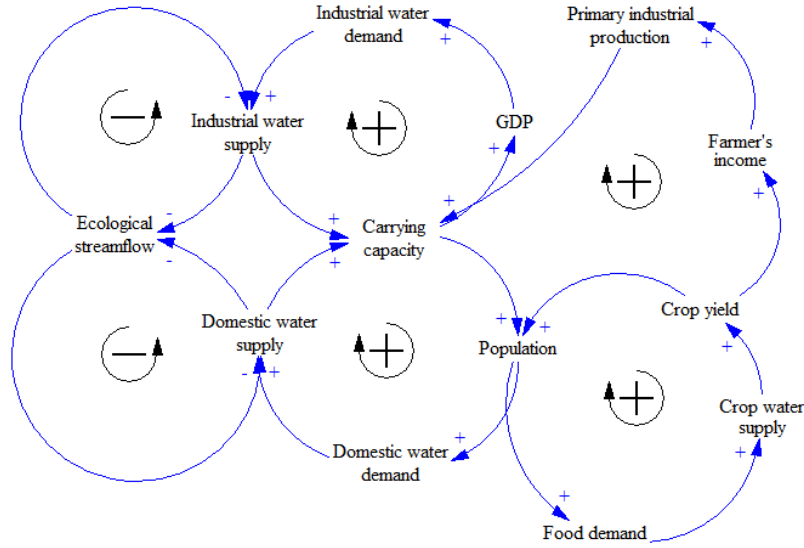 Industrial water
demand
Primary industrial
production
+
+
-
+
Industrial water
supply
GDP
+
Farmer's
income
+
-
+
+
Ecological
streamflow
Carrying
capacity
-
+
Crop yield
Domestic water
supply
+
+
Population
+
-
+
Crop water
supply
+
+
Domestic water
demand
+
Food demand